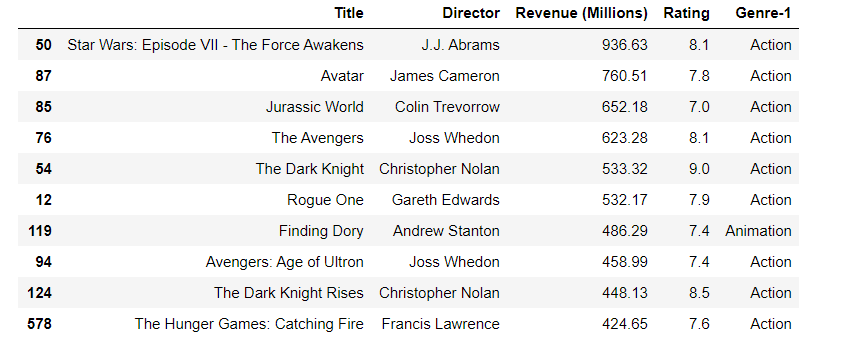 Title Director Revenue (Millions) Rating Genre-1
50 Star Wars: Episode VII - The Force Awakens J.J. Abrams 936.63 8.1 Action
87 Avatar James Cameron 760.51 7.8 Action
85 Jurassic World Colin Trevorrow 652.18 7.0 Action
76 The Avengers Joss Whedon 623.28 8.1 Action
54 The Dark Knight Christopher Nolan 533.32 9.0 Action
12 Rogue One Gareth Edwards 532.17 7.9 Action
119 Finding Dory Andrew Stanton 486.29 7.4 Animation
94 Avengers: Age of Ultron Joss Whedon 458.99 7.4 Action
124 The Dark Knight Rises Christopher Nolan 448.13 8.5 Action
578 The Hunger Games: Catching Fire Francis Lawrence 424.65 7.6 Action